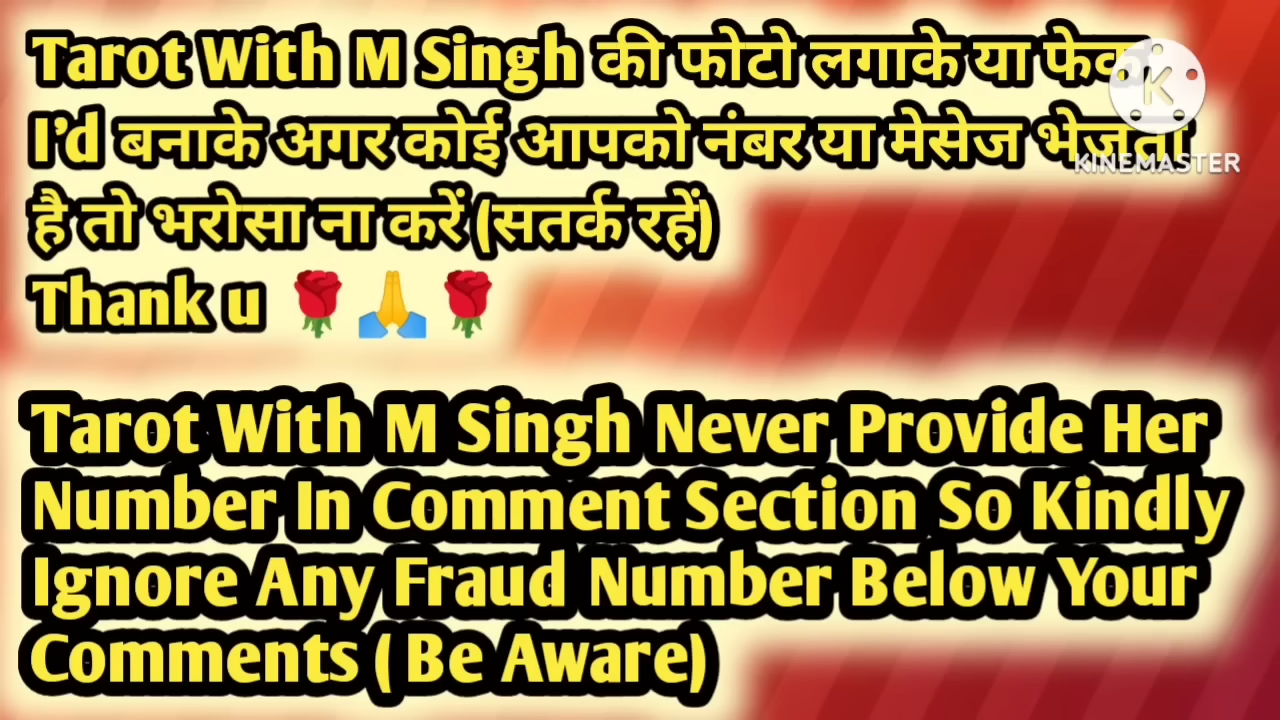 Tarot With M Singh की फोटो लगाके या फेक
I'd बनाके अगर कोई आपको नंबर या मेसेज भेजता
है तो भरोसा ना करें (सतर्क रहें)
Thank u 🌹🙏🌹
Tarot With M Singh Never Provide Her
Number In Comment Section So Kindly
Ignore Any Fraud Number Below Your
Comments ( Be Aware)
K
KINEMASTER